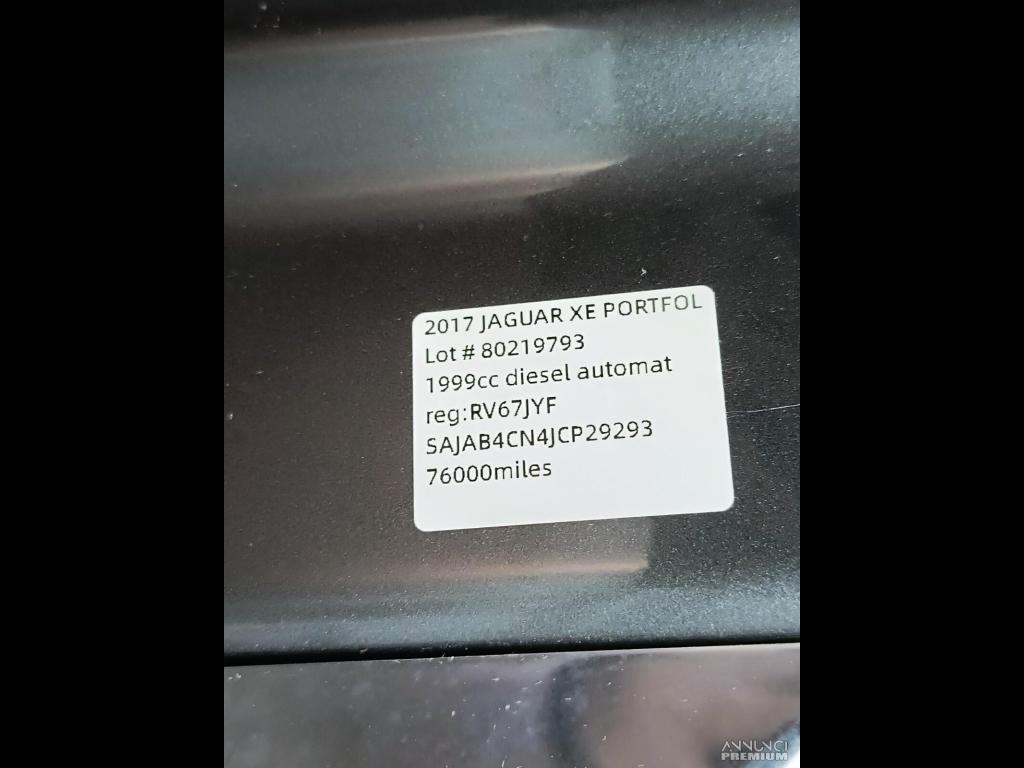 2017 JAGUAR XE PORTFOL
Lot # 80219793
1999cc diesel automat
reg:RV67JYF
SAJAB4CN4JCP29293
76000miles
ANNUNCI
PREMIUM